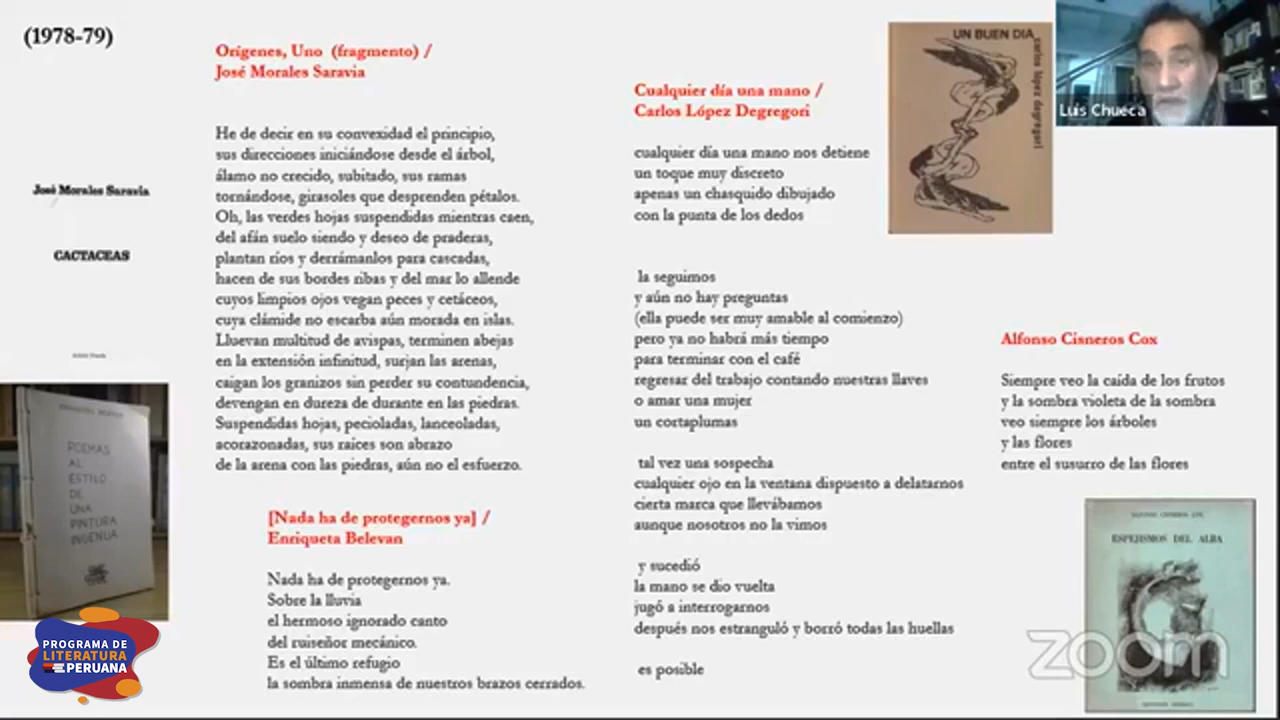 (1978-79)
José Morales Saravia
CACTACEAS
POEMAS
AL
ESTILO
DE
UNA
PINTURA
INGENUA
PROGRAMA DE
LITERATURA
PERUANA
Orígenes, Uno (fragmento) /
José Morales Saravia
He de decir en su convexidad el principio,
sus direcciones iniciándose desde el árbol,
álamo no crecido, subitado, sus ramas
tornándose, girasoles que desprenden pétalos.
Oh, las verdes hojas suspendidas mientras caen,
del afán suelo siendo y deseo de praderas,
plantan ríos y derrámanlos para cascadas,
hacen de sus bordes ribas y del mar lo allende
cuyos limpios ojos vegan peces y cetáceos,
cuya clámide no escarba aún morada en islas.
Lluevan multitud de avispas, terminen abejas
en la extensión infinitud, surjan las arenas,
caigan los granizos sin perder su contundencia,
devengan en dureza de durante en las piedras.
Suspendidas hojas, pecioladas, lanceoladas,
acorazonadas, sus raíces son abrazo
de la arena con las piedras, aún no el esfuerzo.
[Nada ha de protegernos ya] /
Enriqueta Belevan
Nada ha de protegernos ya.
Sobre la lluvia
el hermoso ignorado canto
del ruiseñor mecánico.
Es el último refugio
la sombra inmensa de nuestros brazos cerrados.
Cualquier día una mano /
Carlos López Degregori
cualquier día una mano nos detiene
un toque muy discreto
apenas un chasquido dibujado
con la punta de los dedos
la seguimos
y aún no hay preguntas
(ella puede ser muy amable al comienzo)
pero ya no habrá más tiempo
para terminar con el café
regresar del trabajo contando nuestras llaves
o amar una mujer
un cortaplumas
tal vez una sospecha
cualquier ojo en la ventana dispuesto a delatarnos
cierta marca que llevábamos
aunque nosotros no la vimos
y sucedió
la mano se dio vuelta
jugó a interrogarnos
después nos estranguló y borró todas las huellas
es posible
UN BUEN DIA
carlos lópez degregori
Luis Chueca
Alfonso Cisneros Cox
Siempre veo la caída de los frutos
y la sombra violeta de la sombra
veo siempre los árboles
y las flores
entre el susurro de las flores
ALFONSO CISNEROS COX
ESPEJISMOS DEL ALBA
zoom